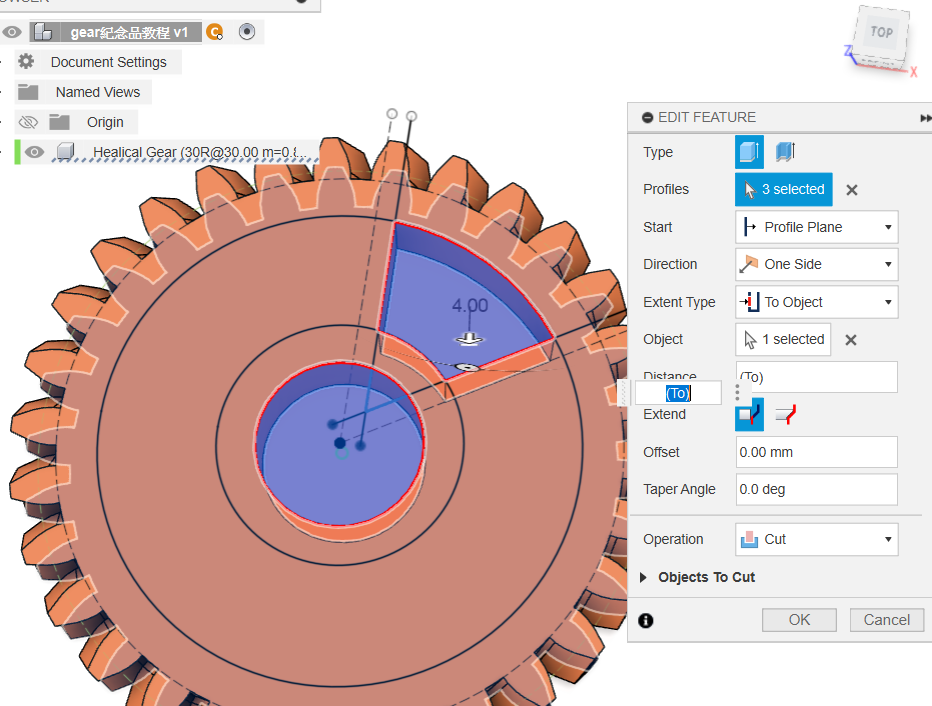 gear紀念品教程 v1
Document Settings
Named Views
Origin
Healical Gear (30R@30.00 m=0.8...
TOP
Z
X
4.00
EDIT FEATURE
Type
Profiles
3 selected
Start
Profile Plane
Direction
One Side
Extent Type
To Object
Object
1 selected
Distance
(To)
(To)
Extend
Offset
0.00 mm
Taper Angle
0.0 deg
Operation
Cut
Objects To Cut
OK
Cancel